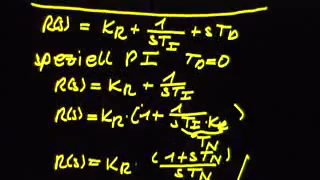 R(s) = K_R + 1/(sT_I) + sT_D
speziell PI T_D=0
R(s) = K_R + 1/(sT_I)
R(s) = K_R · (1 + 1/(sT_I · K_R))
T_N
R(s) = K_R · (1+sT_N)/(sT_N)